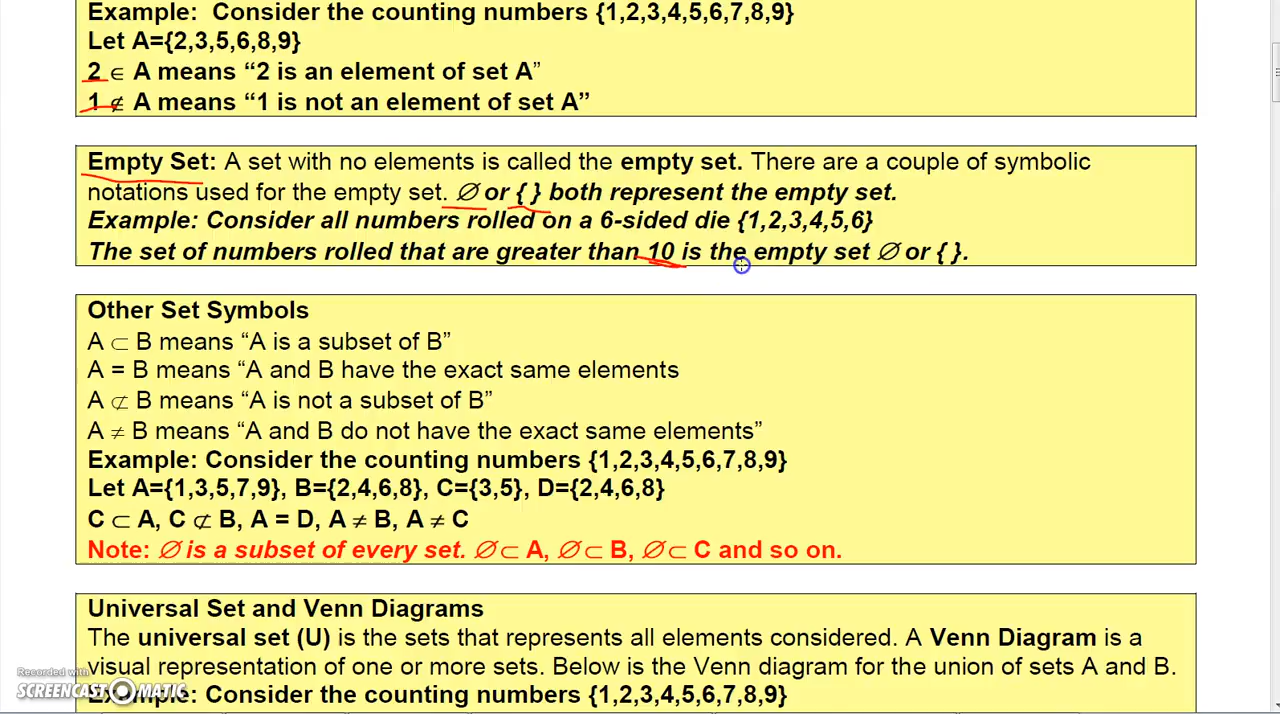 Example:  Consider the counting numbers {1,2,3,4,5,6,7,8,9}
Let A={2,3,5,6,8,9}
2 ∈ A means “2 is an element of set A”
1 ∉ A means “1 is not an element of set A”
Empty Set: A set with no elements is called the empty set. There are a couple of symbolic
notations used for the empty set. ∅ or { } both represent the empty set.
Example: Consider all numbers rolled on a 6-sided die {1,2,3,4,5,6}
The set of numbers rolled that are greater than 10 is the empty set ∅ or { }.
Other Set Symbols
A ⊂ B means “A is a subset of B”
A = B means “A and B have the exact same elements
A ⊄ B means “A is not a subset of B”
A ≠ B means “A and B do not have the exact same elements”
Example: Consider the counting numbers {1,2,3,4,5,6,7,8,9}
Let A={1,3,5,7,9}, B={2,4,6,8}, C={3,5}, D={2,4,6,8}
C ⊂ A, C ⊄ B, A = D, A ≠ B, A ≠ C
Note: ∅ is a subset of every set. ∅ ⊂ A, ∅ ⊂ B, ∅ ⊂ C and so on.
Universal Set and Venn Diagrams
The universal set (U) is the sets that represents all elements considered. A Venn Diagram is a
visual representation of one or more sets. Below is the Venn diagram for the union of sets A and B.
Example: Consider the counting numbers {1,2,3,4,5,6,7,8,9}
Recorded with
SCREENCAST-O-MATIC